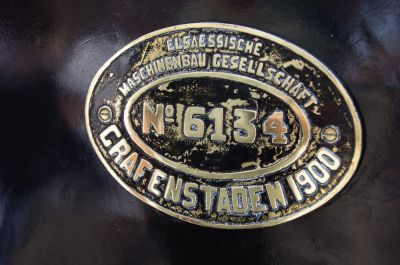 ELSAESSISCHE
MASCHINENBAU GESELLSCHAFT
No 6134
GRAFENSTADEN 1900